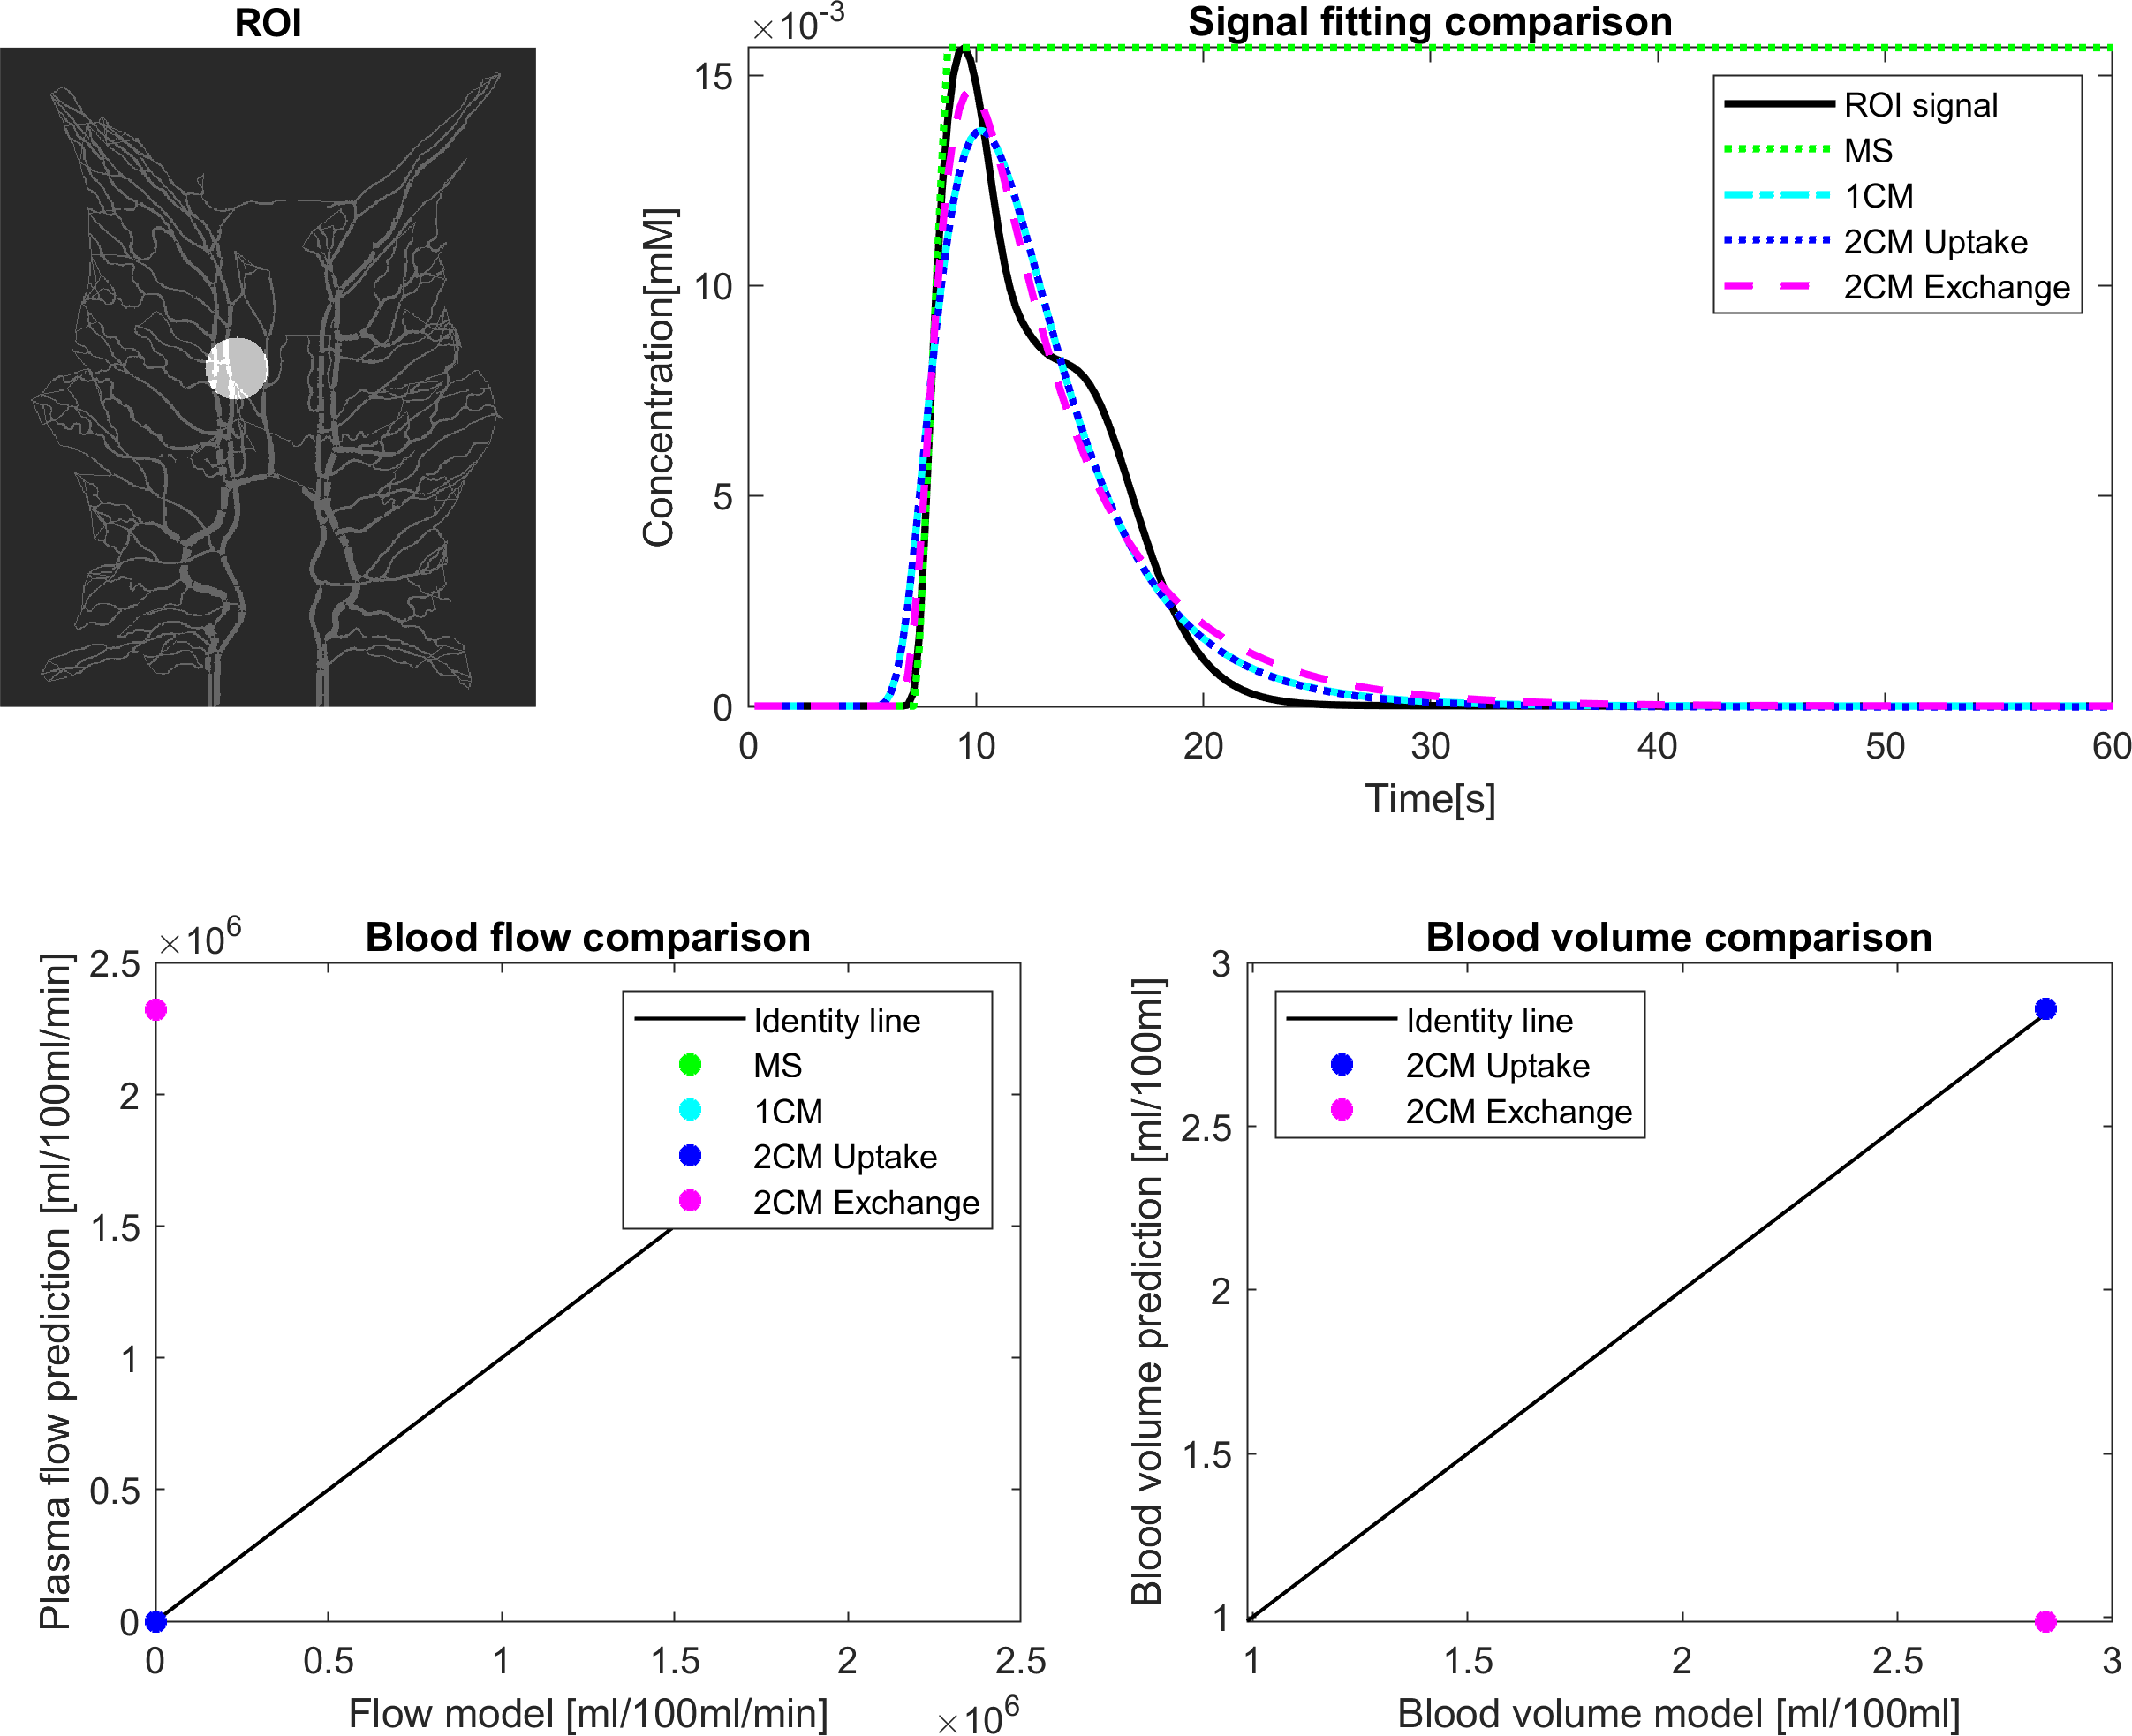 ROI
Signal fitting comparison
×10-3
15
10
5
0
0 10 20 30 40 50 60
Concentration[mM]
Time[s]
ROI signal
MS
1CM
2CM Uptake
2CM Exchange
Blood flow comparison
×106
2.5
2
1.5
1
0.5
0
0 0.5 1 1.5 2 2.5
Plasma flow prediction [ml/100ml/min]
Flow model [ml/100ml/min]
×106
Identity line
MS
1CM
2CM Uptake
2CM Exchange
Blood volume comparison
3
2.5
2
1.5
1
1 1.5 2 2.5 3
Blood volume prediction [ml/100ml]
Blood volume model [ml/100ml]
Identity line
2CM Uptake
2CM Exchange